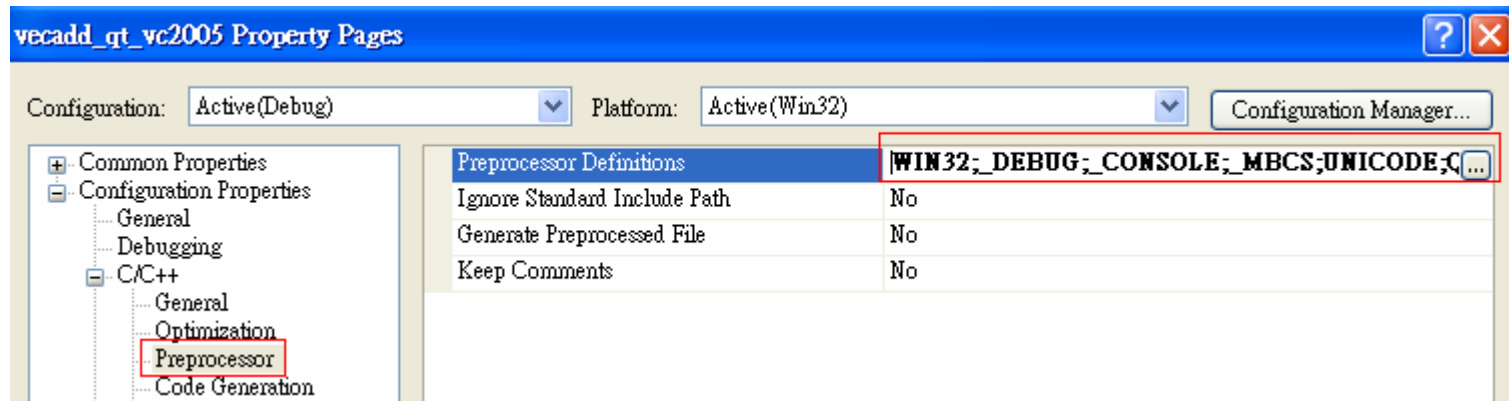 vecadd_qt_vc2005 Property Pages
Configuration: Active(Debug) Platform: Active(Win32) Configuration Manager...
Common Properties
Configuration Properties
General
Debugging
C/C++
General
Optimization
Preprocessor
Code Generation
Preprocessor Definitions WIN32;_DEBUG;_CONSOLE;_MBCS;UNICODE;Q ...
Ignore Standard Include Path No
Generate Preprocessed File No
Keep Comments No